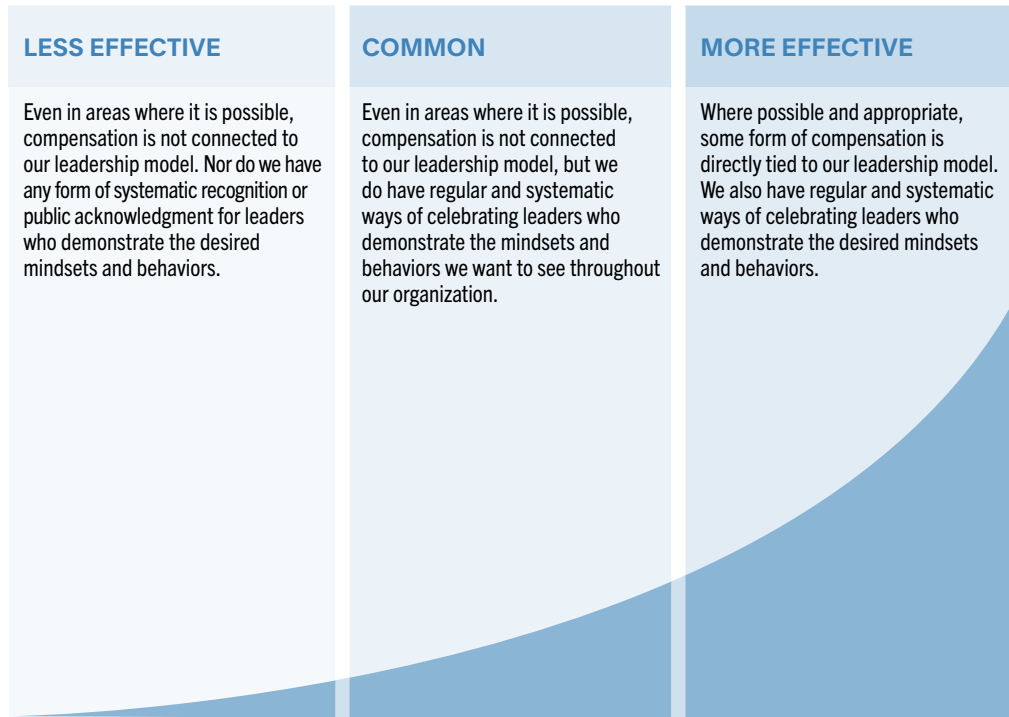 LESS EFFECTIVE
Even in areas where it is possible,
compensation is not connected to
our leadership model. Nor do we have
any form of systematic recognition or
public acknowledgment for leaders
who demonstrate the desired
mindsets and behaviors.
COMMON
Even in areas where it is possible,
compensation is not connected
to our leadership model, but we
do have regular and systematic
ways of celebrating leaders who
demonstrate the mindsets and
behaviors we want to see throughout
our organization.
MORE EFFECTIVE
Where possible and appropriate,
some form of compensation is
directly tied to our leadership model.
We also have regular and systematic
ways of celebrating leaders who
demonstrate the desired mindsets
and behaviors.